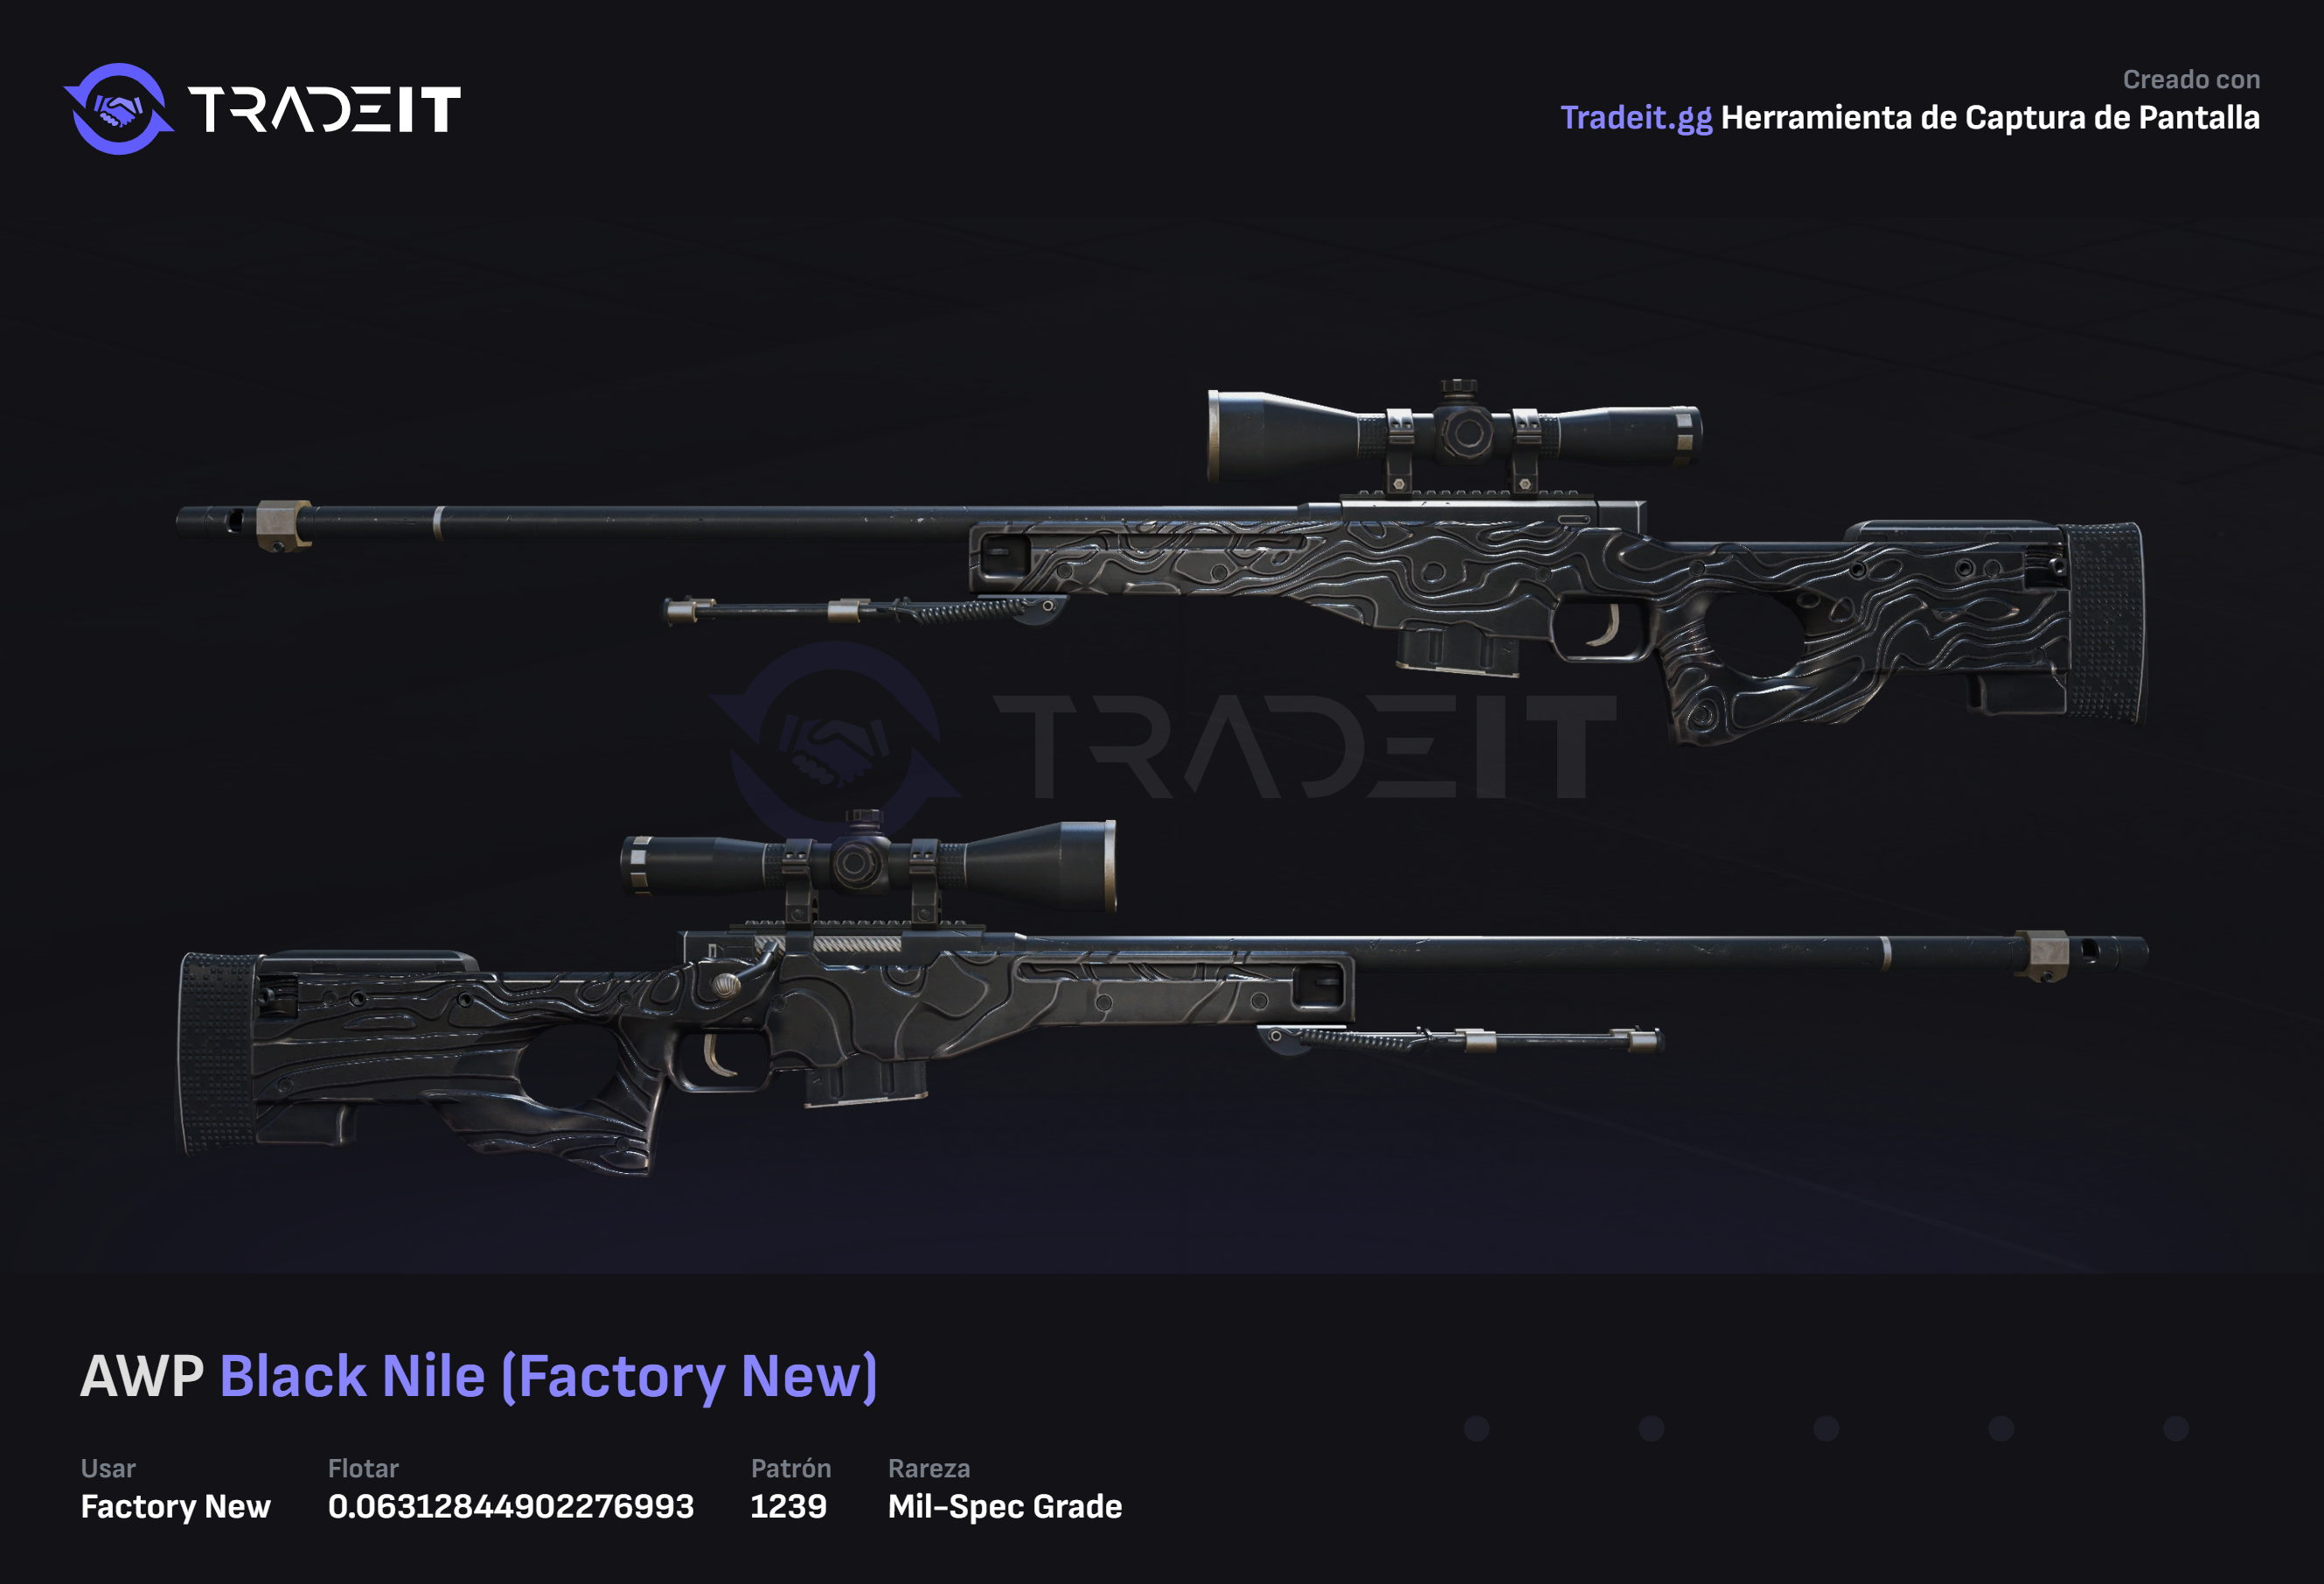 TRADEIT
Creado con
Tradeit.gg Herramienta de Captura de Pantalla
TRADEIT
AWP Black Nile (Factory New)
Usar
Factory New
Flotar
0.06312844902276993
Patrón
1239
Rareza
Mil-Spec Grade